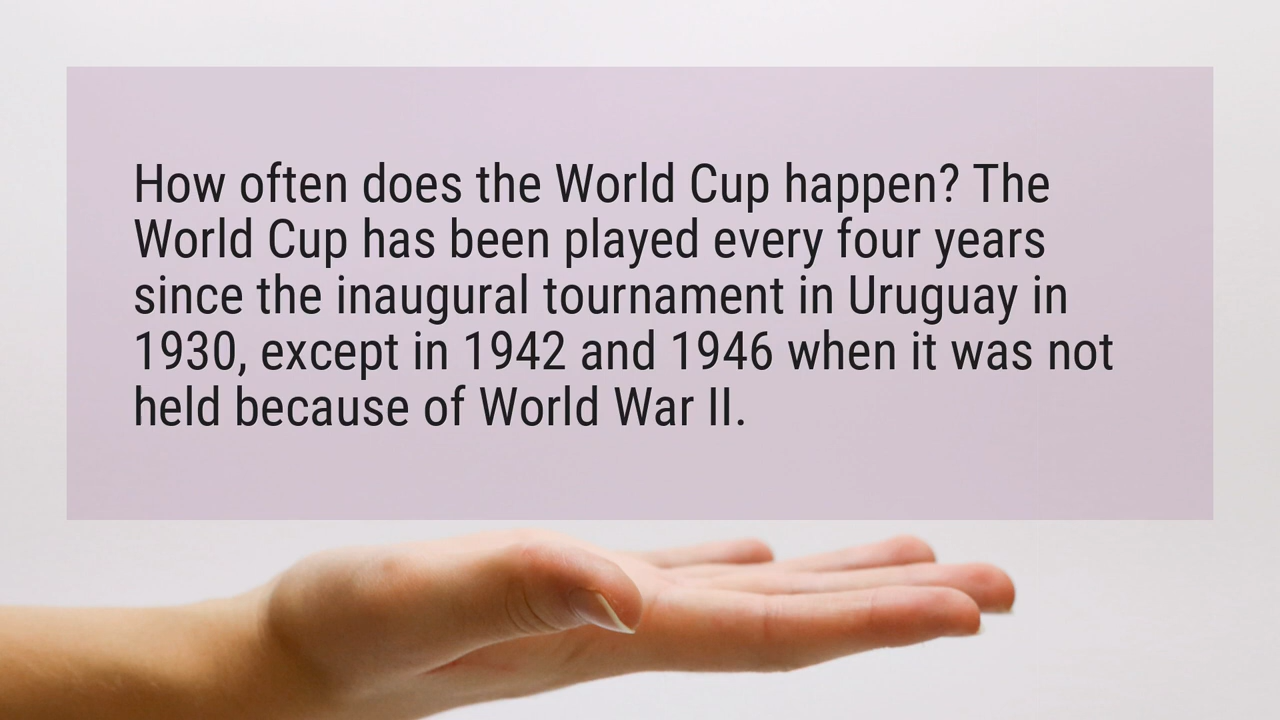 How often does the World Cup happen? The
World Cup has been played every four years
since the inaugural tournament in Uruguay in
1930, except in 1942 and 1946 when it was not
held because of World War II.